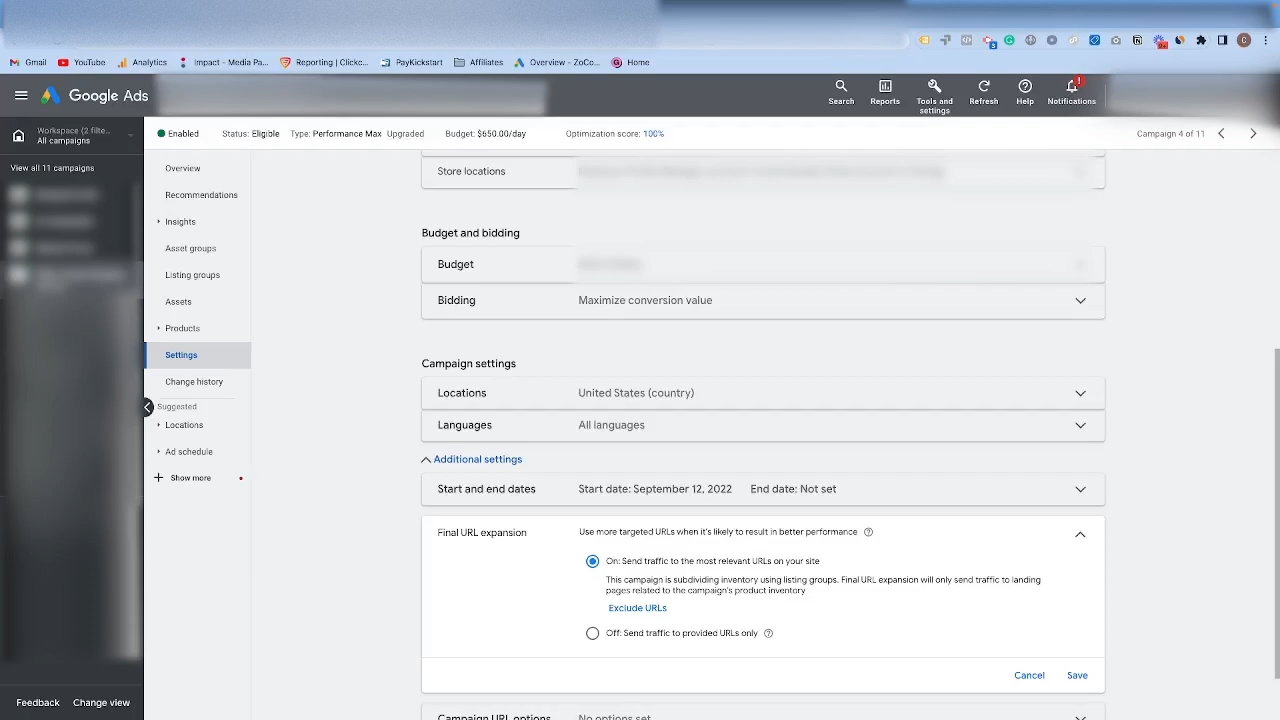 Gmail YouTube Analytics Impact - Media Pa... Reporting | Clickc... PayKickstart Affiliates Overview - ZoCo... Home
Google Ads
Search Reports Tools and settings Refresh Help Notifications
Workspace (2 filte...
All campaigns
Enabled Status: Eligible Type: Performance Max Upgraded Budget: $650.00/day Optimization score: 100% Campaign 4 of 11
View all 11 campaigns
Overview
Recommendations
Insights
Asset groups
Listing groups
Assets
Products
Settings
Change history
Suggested
Locations
Ad schedule
Show more
Store locations
Budget and bidding
Budget
Bidding Maximize conversion value
Campaign settings
Locations United States (country)
Languages All languages
Additional settings
Start and end dates Start date: September 12, 2022 End date: Not set
Final URL expansion Use more targeted URLs when it's likely to result in better performance
On: Send traffic to the most relevant URLs on your site
This campaign is subdividing inventory using listing groups. Final URL expansion will only send traffic to landing
pages related to the campaign's product inventory
Exclude URLs
Off: Send traffic to provided URLs only
Cancel Save
Campaign URL options No options set
Feedback Change view